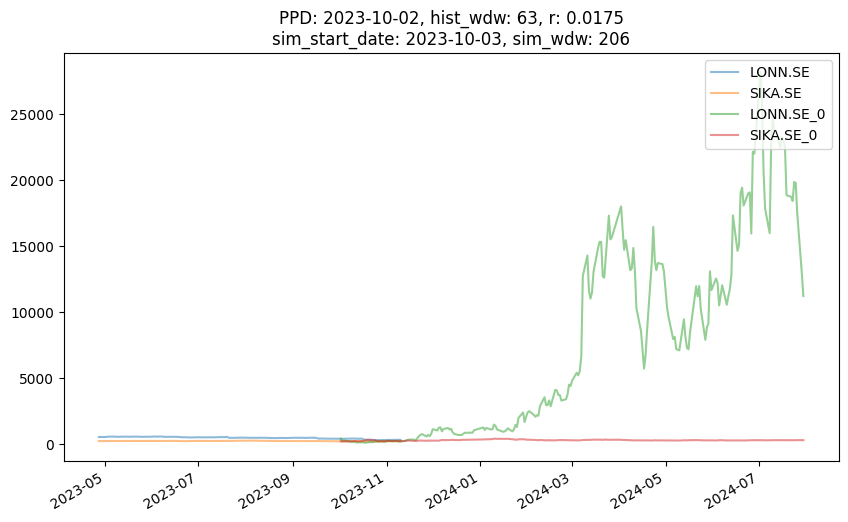 PPD: 2023-10-02, hist_wdw: 63, r: 0.0175
sim_start_date: 2023-10-03, sim_wdw: 206
LONN.SE
SIKA.SE
LONN.SE_0
SIKA.SE_0
25000
20000
15000
10000
5000
0
2023-05
2023-07
2023-09
2023-11
2024-01
2024-03
2024-05
2024-07